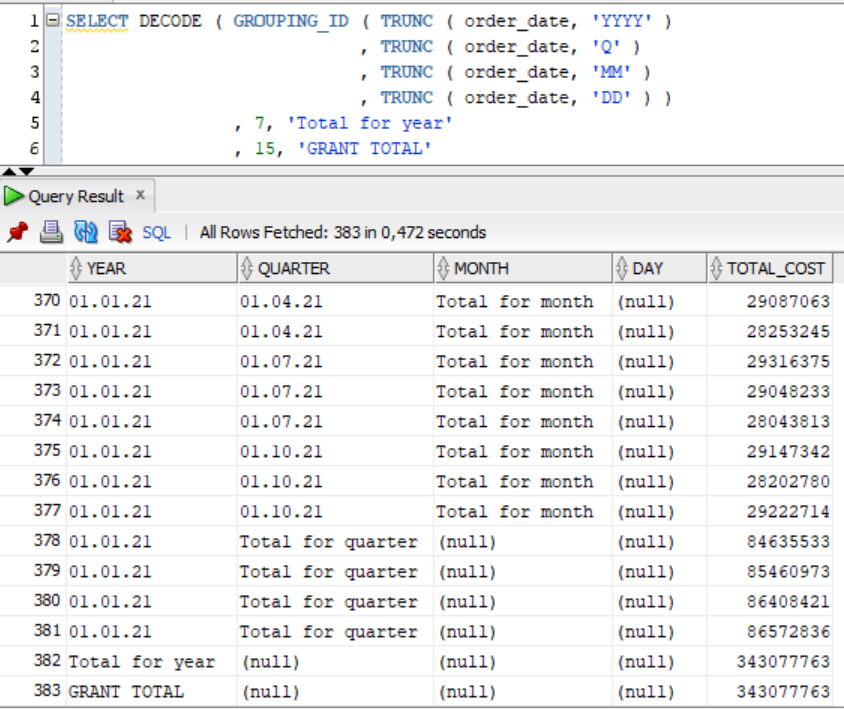 1 SELECT DECODE ( GROUPING_ID ( TRUNC ( order_date, 'YYYY' )
2 , TRUNC ( order_date, 'Q' )
3 , TRUNC ( order_date, 'MM' )
4 , TRUNC ( order_date, 'DD' ) )
5 , 7, 'Total for year'
6 , 15, 'GRANT TOTAL'
Query Result x
SQL | All Rows Fetched: 383 in 0,472 seconds
YEAR QUARTER MONTH DAY TOTAL_COST
370 01.01.21 01.04.21 Total for month (null) 29087063
371 01.01.21 01.04.21 Total for month (null) 28253245
372 01.01.21 01.07.21 Total for month (null) 29316375
373 01.01.21 01.07.21 Total for month (null) 29048233
374 01.01.21 01.07.21 Total for month (null) 28043813
375 01.01.21 01.10.21 Total for month (null) 29147342
376 01.01.21 01.10.21 Total for month (null) 28202780
377 01.01.21 01.10.21 Total for month (null) 29222714
378 01.01.21 Total for quarter (null) (null) 84635533
379 01.01.21 Total for quarter (null) (null) 85460973
380 01.01.21 Total for quarter (null) (null) 86408421
381 01.01.21 Total for quarter (null) (null) 86572836
382 Total for year (null) (null) (null) 343077763
383 GRANT TOTAL (null) (null) (null) 343077763